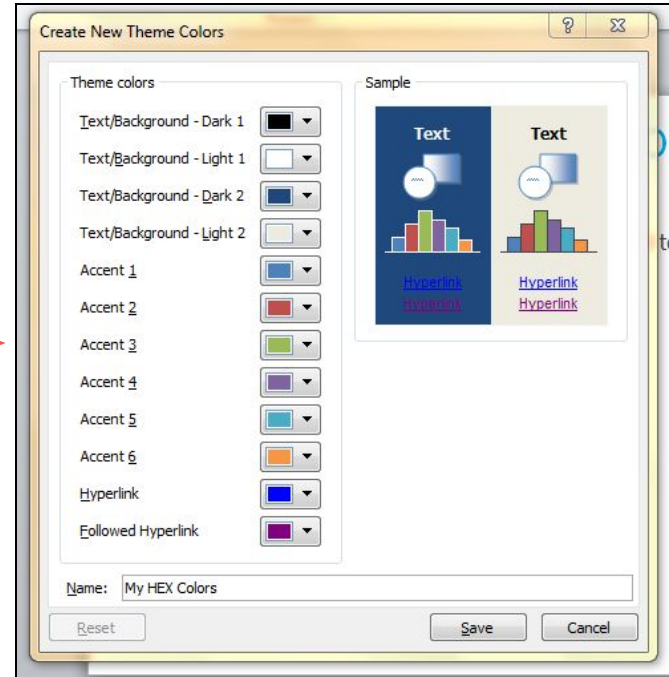 Create New Theme Colors
Theme colors
Text/Background - Dark 1
Text/Background - Light 1
Text/Background - Dark 2
Text/Background - Light 2
Accent 1
Accent 2
Accent 3
Accent 4
Accent 5
Accent 6
Hyperlink
Followed Hyperlink
Sample
Text Text
Hyperlink Hyperlink
Hyperlink Hyperlink
Name: My HEX Colors
Reset Save Cancel